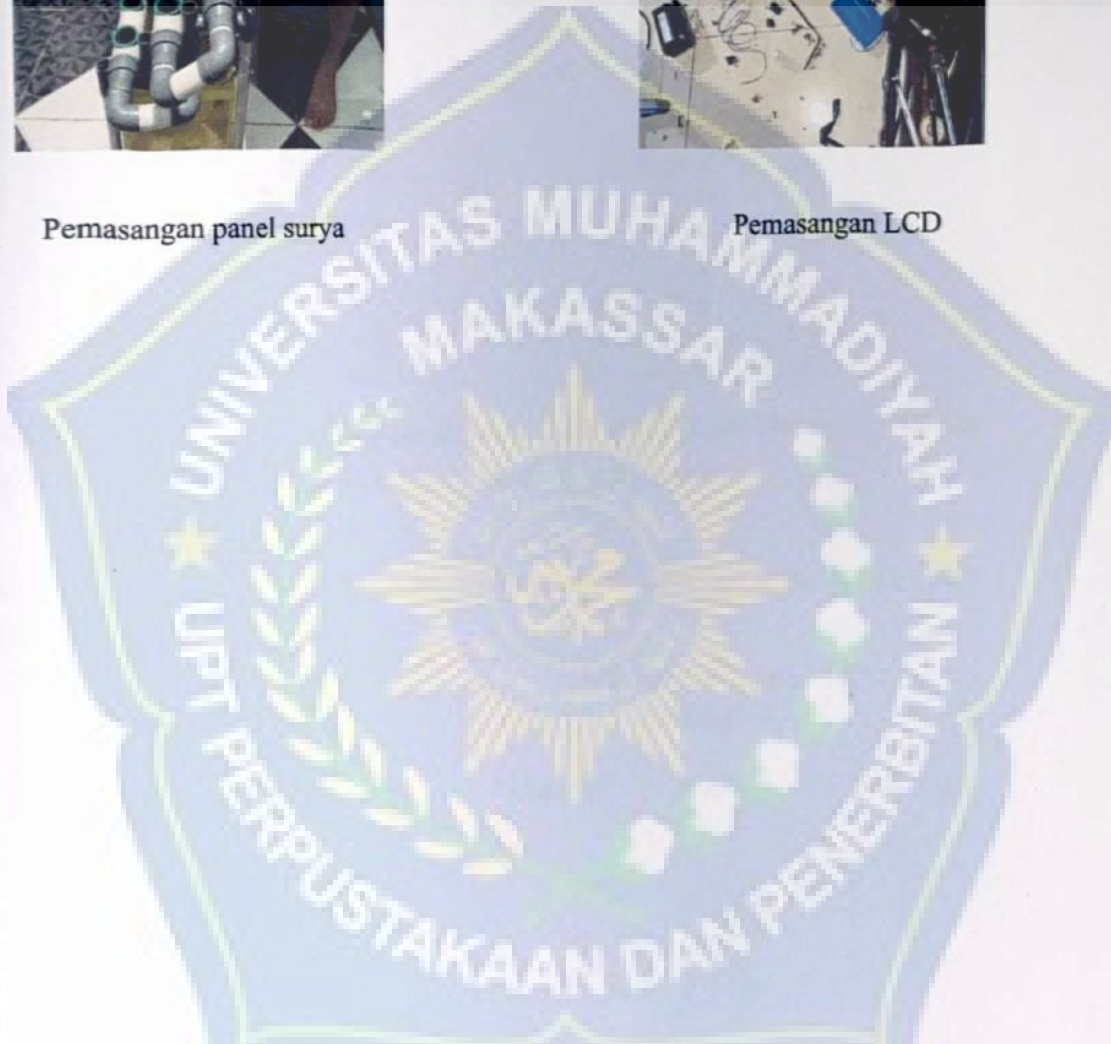 Pemasangan panel surya
Pemasangan LCD
UNIVERSITAS MUHAMMADIYAH
MAKASSAR
UPT PERPUSTAKAAN DAN PENERBITAN